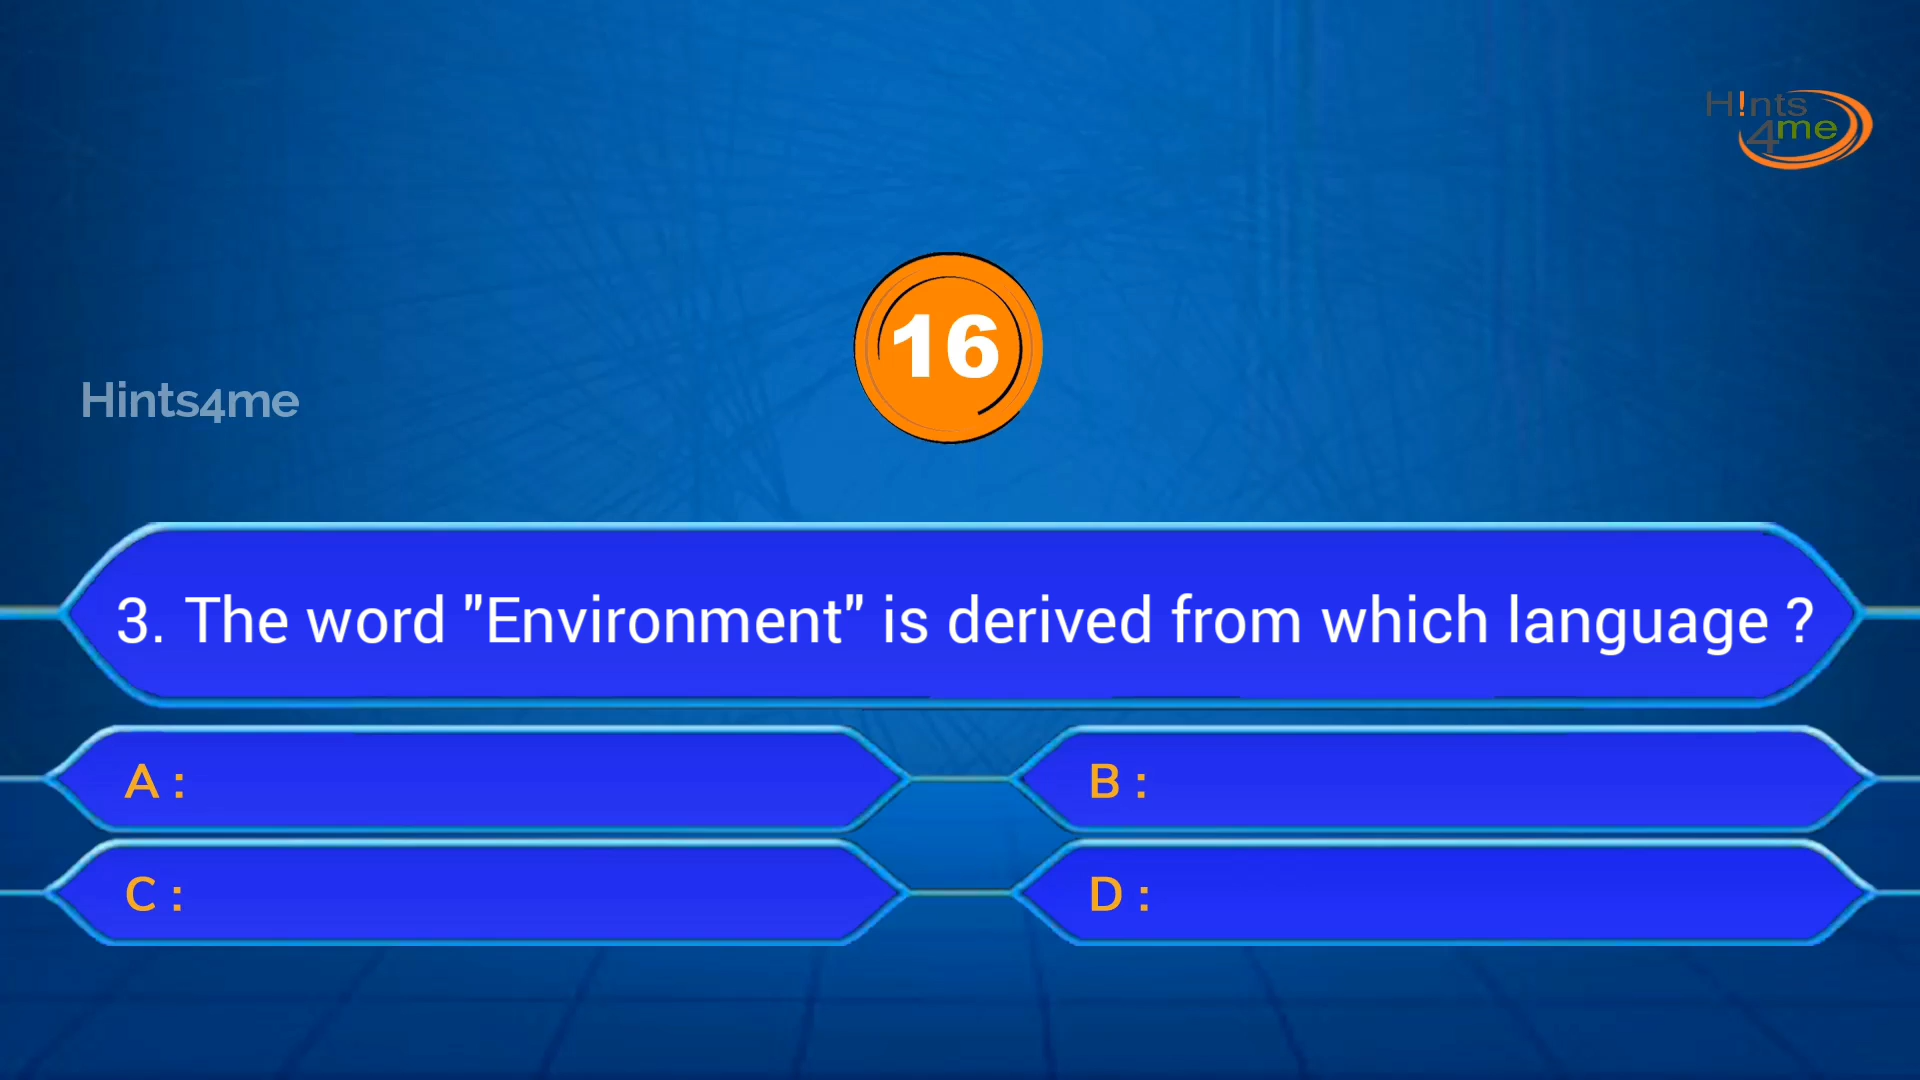 H!nts
4me
16
Hints4me
3. The word "Environment" is derived from which language ?
A :
B :
C :
D :